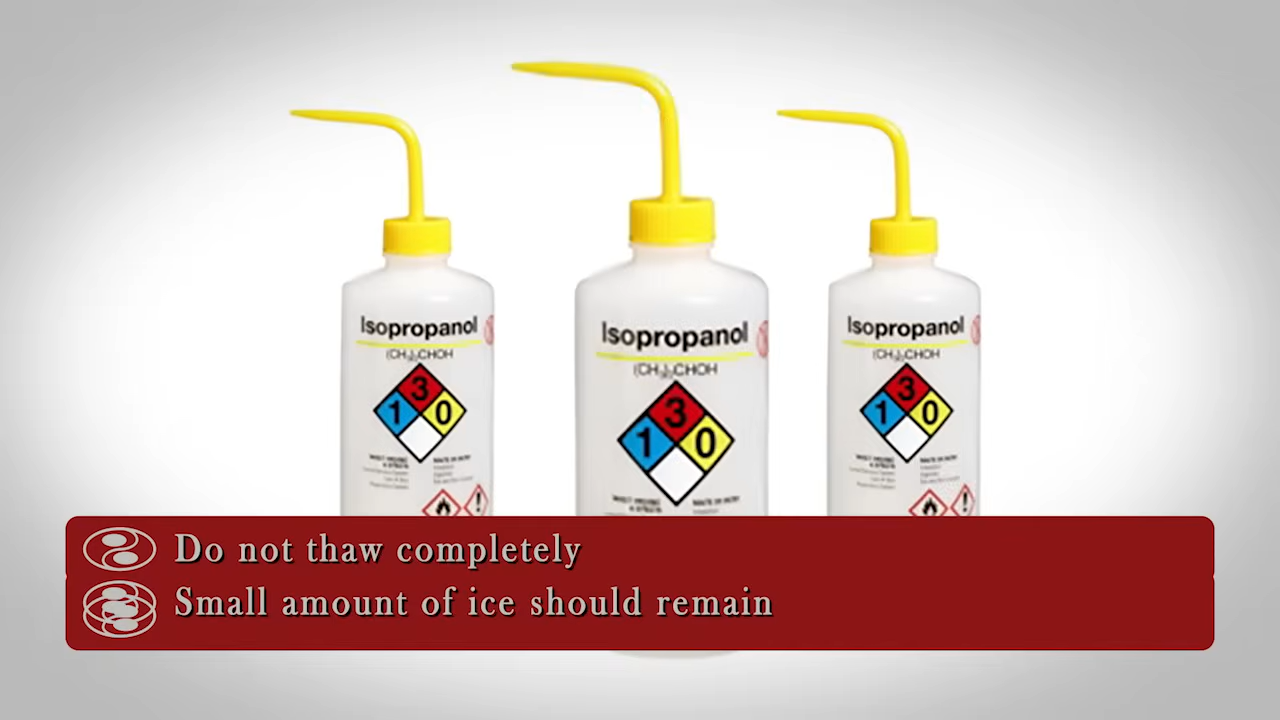 Isopropanol
(CH₃)₂CHOH
3
1 0
Isopropanol
(CH₃)₂CHOH
3
1 0
Isopropanol
(CH₃)₂CHOH
3
1 0
Do not thaw completely
Small amount of ice should remain